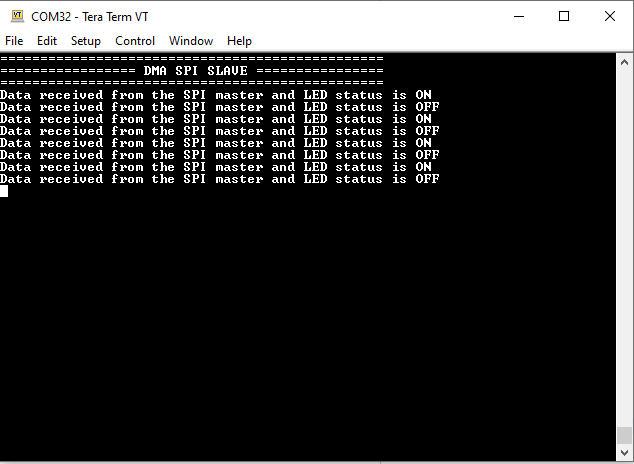 VT COM32 - Tera Term VT
File Edit Setup Control Window Help
================================================
================= DMA SPI SLAVE ================
================================================
Data received from the SPI master and LED status is ON
Data received from the SPI master and LED status is OFF
Data received from the SPI master and LED status is ON
Data received from the SPI master and LED status is OFF
Data received from the SPI master and LED status is ON
Data received from the SPI master and LED status is OFF
Data received from the SPI master and LED status is ON
Data received from the SPI master and LED status is OFF